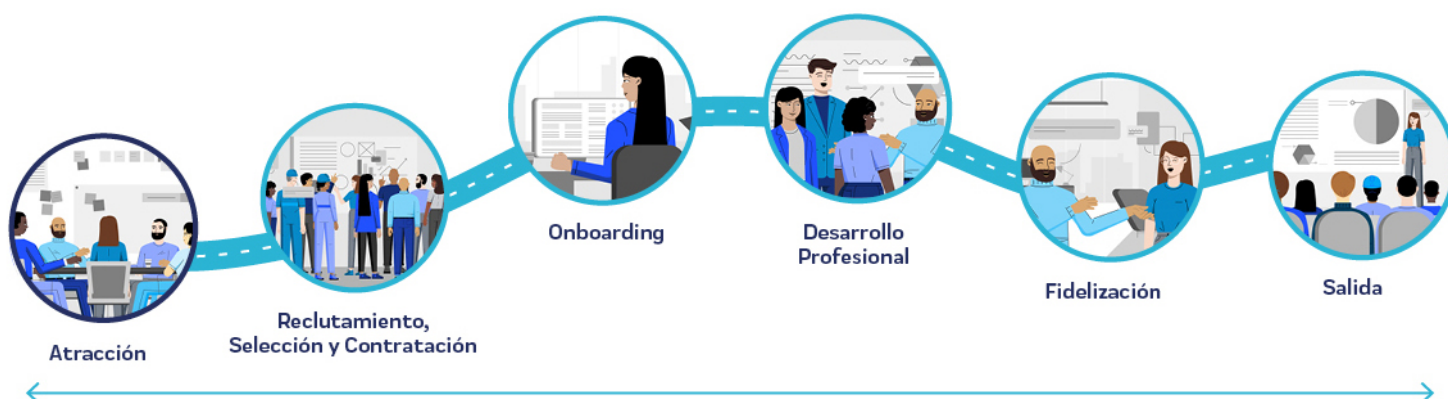 Atracción
Reclutamiento,
Selección y Contratación
Onboarding
Desarrollo
Profesional
Fidelización
Salida